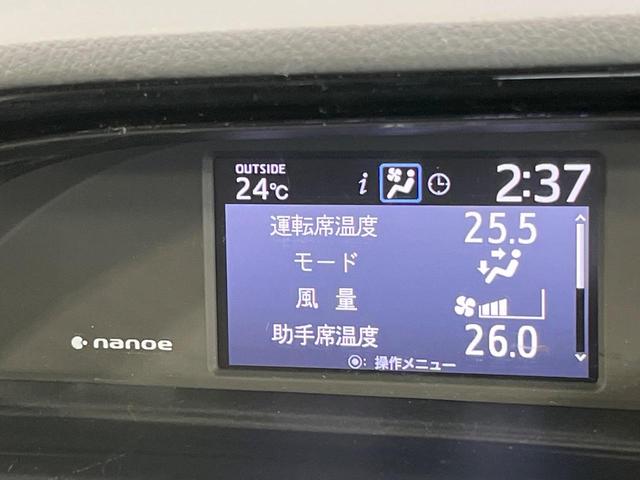 OUTSIDE
24℃
i
2:37
運転席温度 25.5
モード
風量
助手席温度 26.0
◉: 操作メニュー
nanoe